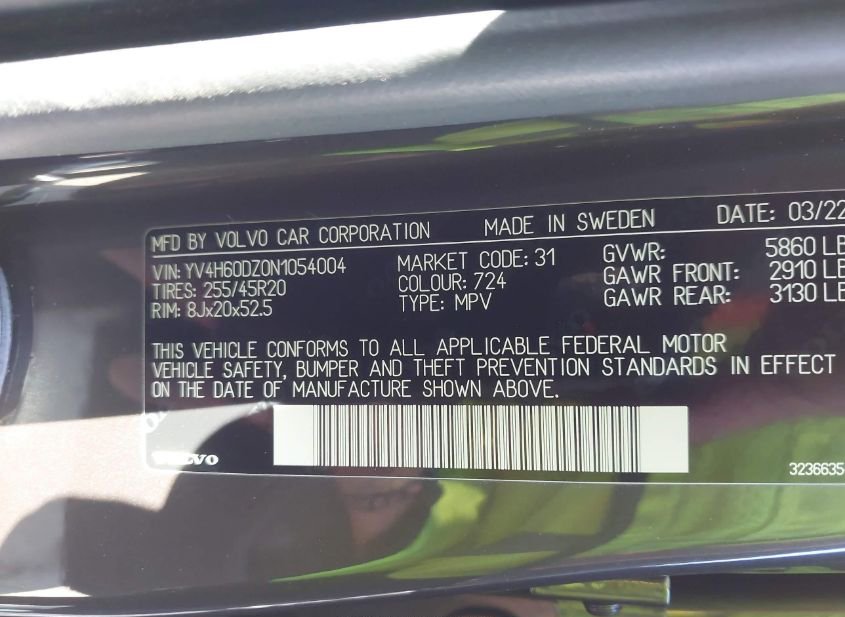 MFD BY VOLVO CAR CORPORATION MADE IN SWEDEN DATE: 03/22
VIN: YV4H60DZ0N1054004 MARKET CODE: 31 GVWR: 5860 LB
TIRES: 255/45R20 COLOUR: 724 GAWR FRONT: 2910 LB
RIM: 8Jx20x52.5 TYPE: MPV GAWR REAR: 3130 LB
THIS VEHICLE CONFORMS TO ALL APPLICABLE FEDERAL MOTOR
VEHICLE SAFETY, BUMPER AND THEFT PREVENTION STANDARDS IN EFFECT
ON THE DATE OF MANUFACTURE SHOWN ABOVE.
VOLVO